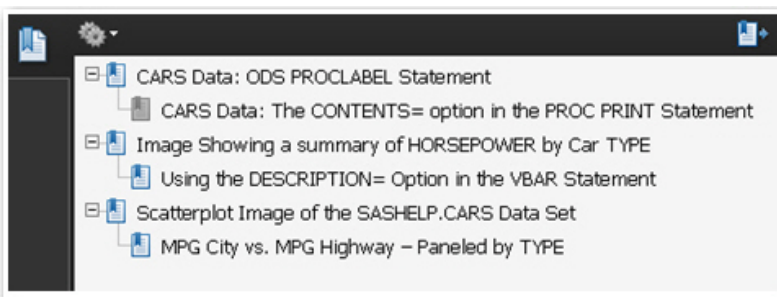 CARS Data: ODS PROCLABEL Statement
CARS Data: The CONTENTS= option in the PROC PRINT Statement
Image Showing a summary of HORSEPOWER by Car TYPE
Using the DESCRIPTION= Option in the VBAR Statement
Scatterplot Image of the SASHELP.CARS Data Set
MPG City vs. MPG Highway – Paneled by TYPE